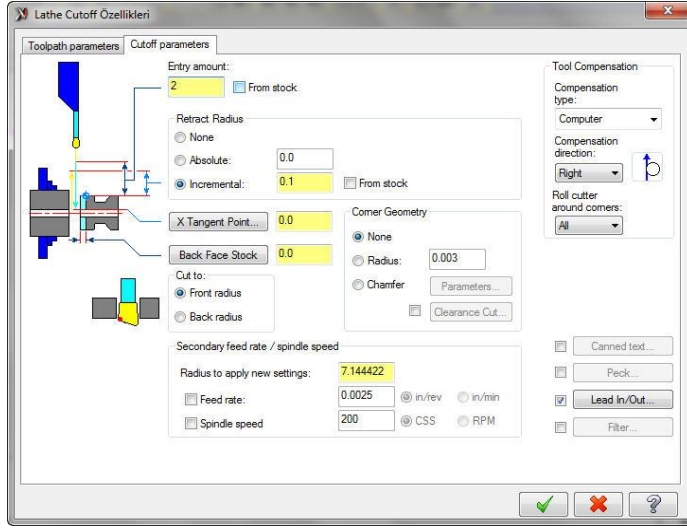 Lathe Cutoff Özellikleri
Toolpath parameters
Cutoff parameters
Entry amount:
2
From stock
Retract Radius
None
Absolute:
0.0
Incremental:
0.1
From stock
X Tangent Point...
0.0
Back Face Stock
0.0
Cut to:
Front radius
Back radius
Corner Geometry
None
Radius:
0.003
Chamfer
Parameters...
Clearance Cut...
Secondary feed rate / spindle speed
Radius to apply new settings:
7.144422
Feed rate:
0.0025
in/rev
in/min
Spindle speed
200
CSS
RPM
Tool Compensation
Compensation
type:
Computer
Compensation
direction:
Right
Roll cutter
around corners:
All
Canned text...
Peck...
Lead In/Out...
Filter...